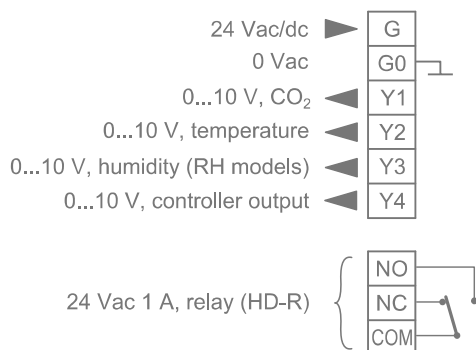 24 Vac/dc G
0 Vac G0
0...10 V, CO₂ Y1
0...10 V, temperature Y2
0...10 V, humidity (RH models) Y3
0...10 V, controller output Y4
NO
24 Vac 1 A, relay (HD-R) NC
COM